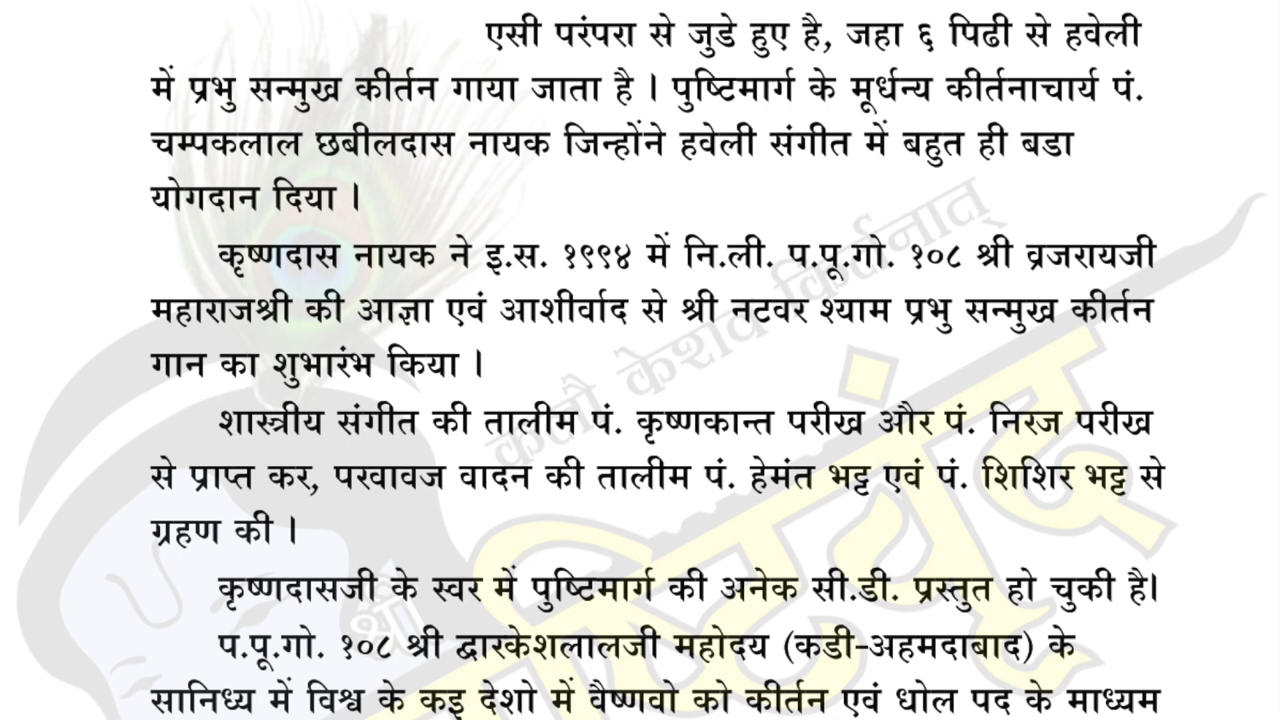 एसी परंपरा से जुडे हुए है, जहा ६ पिढी से हवेली
में प्रभु सन्मुख कीर्तन गाया जाता है । पुष्टिमार्ग के मूर्धन्य कीर्तनाचार्य पं.
चम्पकलाल छबीलदास नायक जिन्होंने हवेली संगीत में बहुत ही बडा
योगदान दिया ।
कृष्णदास नायक ने इ.स. १९९४ में नि.ली. प.पू.गो. १०८ श्री व्रजरायजी
महाराजश्री की आज्ञा एवं आशीर्वाद से श्री नटवर श्याम प्रभु सन्मुख कीर्तन
गान का शुभारंभ किया ।
शास्त्रीय संगीत की तालीम पं. कृष्णकान्त परीख और पं. निरज परीख
से प्राप्त कर, परवावज वादन की तालीम पं. हेमंत भट्ट एवं पं. शिशिर भट्ट से
ग्रहण की ।
कृष्णदासजी के स्वर में पुष्टिमार्ग की अनेक सी.डी. प्रस्तुत हो चुकी है।
प.पू.गो. १०८ श्री द्वारकेशलालजी महोदय (कडी-अहमदाबाद) के
सानिध्य में विश्व के कइ देशो में वैष्णवो को कीर्तन एवं धोल पद के माध्यम
कलौ केशव कीर्तनात्
श्री